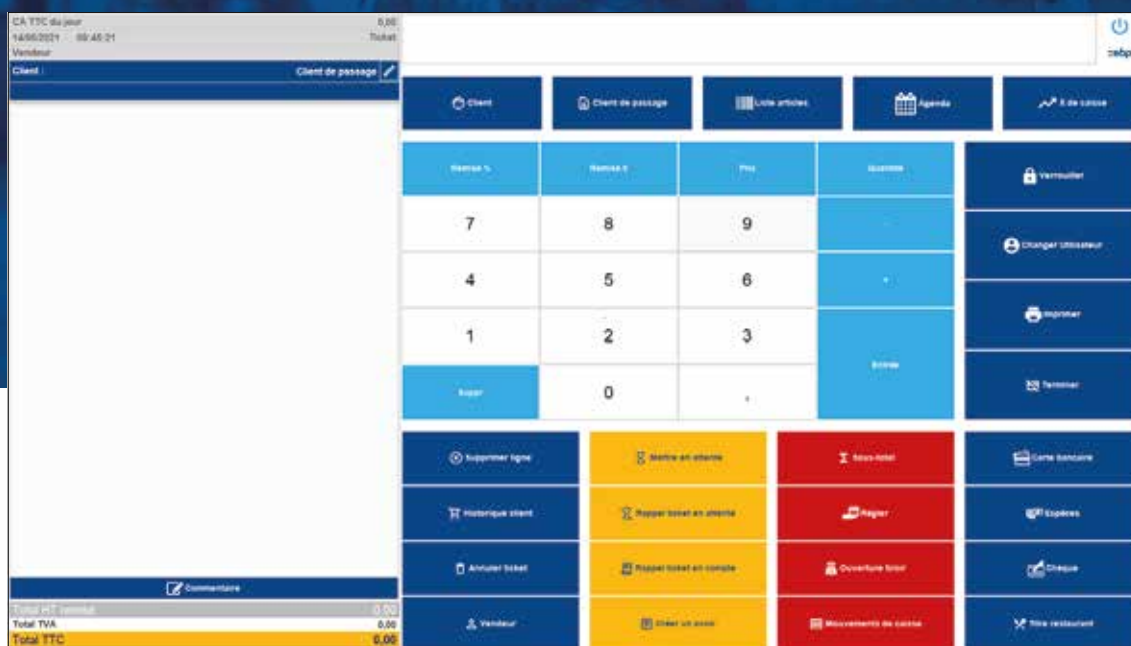 CA TTC du jour 0,00
14/06/2021 09:45:21 Ticket
Vendeur
Client : Client de passage
:ebp
Client
Client de passage
Liste articles
Agenda
X de caisse
Remise %
Remise €
Prix
Quantité
Verrouiller
7 8 9 -
Changer Utilisateur
4 5 6 +
Imprimer
1 2 3
Entrée
Terminer
Suppr 0 .
Supprimer ligne
Mettre en attente
Σ Sous-total
Carte bancaire
Historique client
Rappel ticket en attente
Régler
Espèces
Annuler ticket
Rappel ticket en compte
Ouverture tiroir
Chèque
Commentaire
Total HT remisé 0,00
Total TVA 0,00
Total TTC 0,00
Vendeur
Créer un avoir
Mouvements de caisse
Titre restaurant